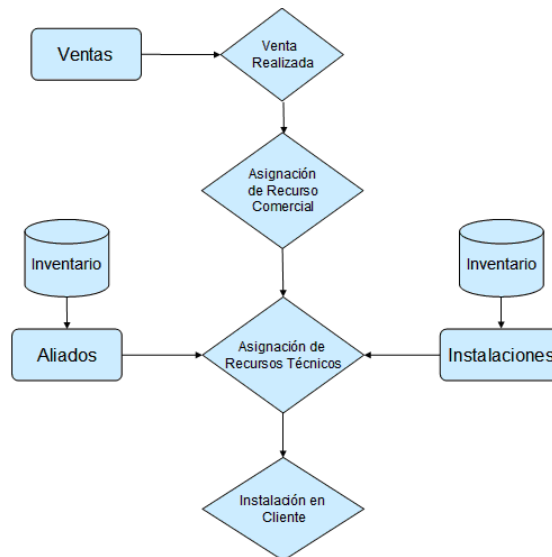 Ventas
Venta
Realizada
Asignación
de Recurso
Comercial
Inventario
Inventario
Aliados
Asignación de
Recursos Técnicos
Instalaciones
Instalación en
Cliente